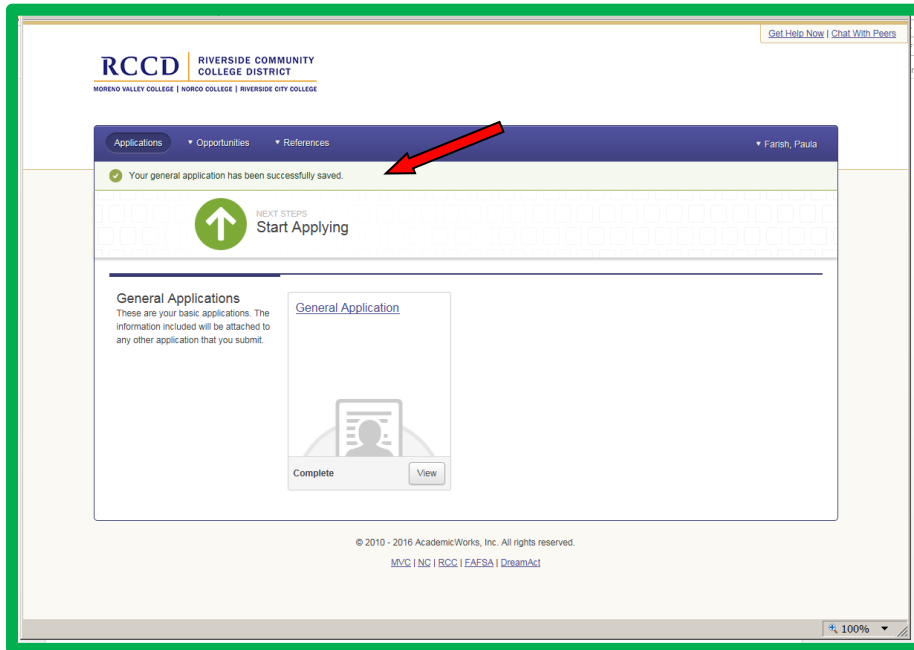 Get Help Now | Chat With Peers
RCCD
RIVERSIDE COMMUNITY
COLLEGE DISTRICT
MORENO VALLEY COLLEGE | NORCO COLLEGE | RIVERSIDE CITY COLLEGE
Applications ▾ Opportunities ▾ References ▾ Farish, Paula
Your general application has been successfully saved.
NEXT STEPS
Start Applying
General Applications
These are your basic applications. The
information included will be attached to
any other application that you submit.
General Application
Complete View
© 2010 - 2016 AcademicWorks, Inc. All rights reserved.
MVC | NC | RCC | FAFSA | DreamAct
100%